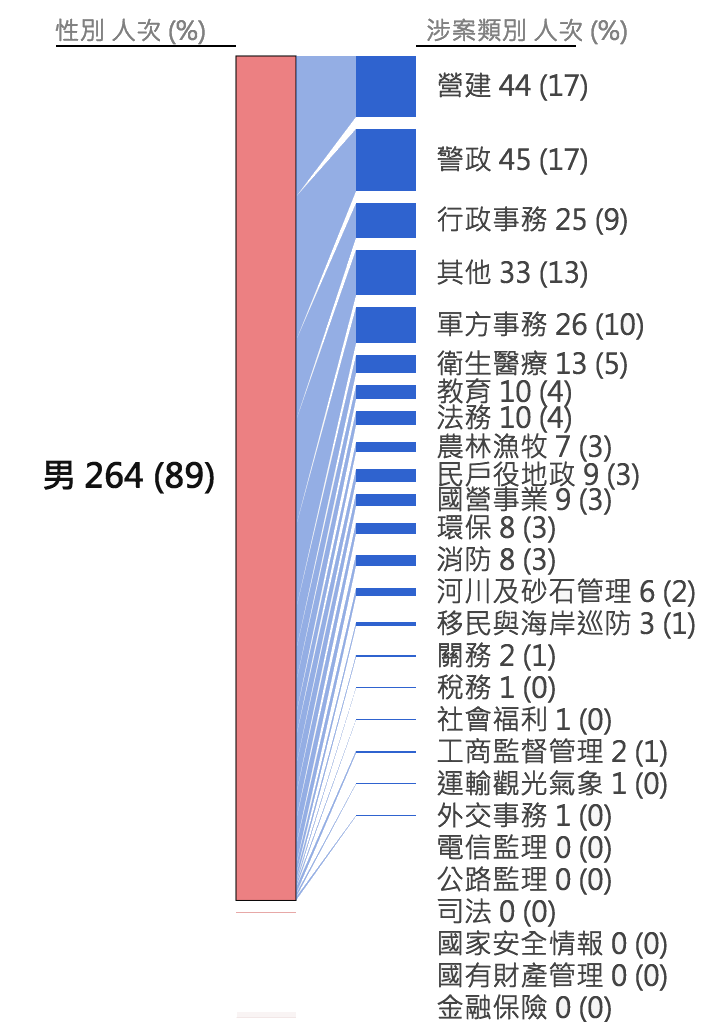 性別 人次 (%)
涉案類別 人次 (%)
營建 44 (17)
警政 45 (17)
行政事務 25 (9)
其他 33 (13)
軍方事務 26 (10)
衛生醫療 13 (5)
教育 10 (4)
法務 10 (4)
農林漁牧 7 (3)
男 264 (89)
民戶役地政 9 (3)
國營事業 9 (3)
環保 8 (3)
消防 8 (3)
河川及砂石管理 6 (2)
移民與海岸巡防 3 (1)
關務 2 (1)
稅務 1 (0)
社會福利 1 (0)
工商監督管理 2 (1)
運輸觀光氣象 1 (0)
外交事務 1 (0)
電信監理 0 (0)
公路監理 0 (0)
司法 0 (0)
國家安全情報 0 (0)
國有財產管理 0 (0)
金融保險 0 (0)